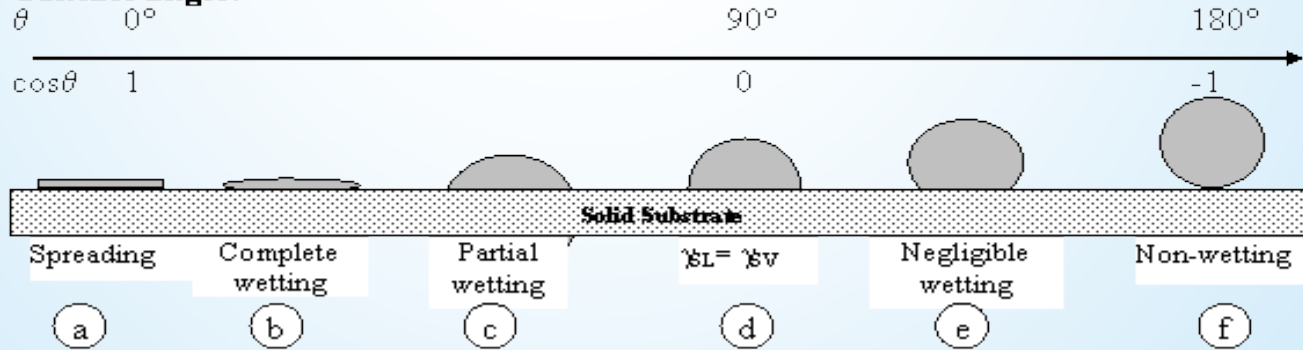 θ 0° 90° 180°
cosθ 1 0 -1
Solid Substrate
Spreading Complete Partial γSL= γSV Negligible Non-wetting
wetting wetting wetting
a b c d e f